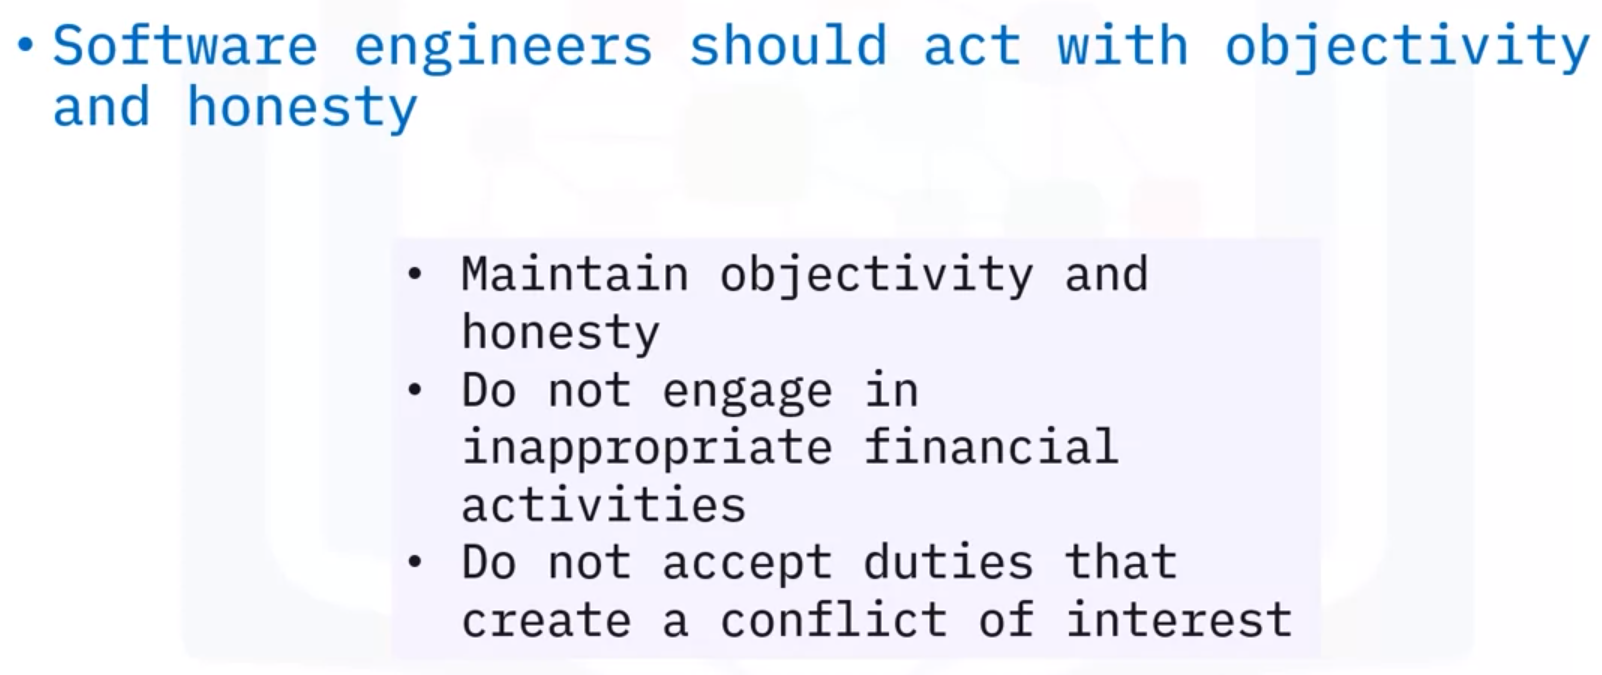 • Software engineers should act with objectivity
and honesty
• Maintain objectivity and
honesty
• Do not engage in
inappropriate financial
activities
• Do not accept duties that
create a conflict of interest